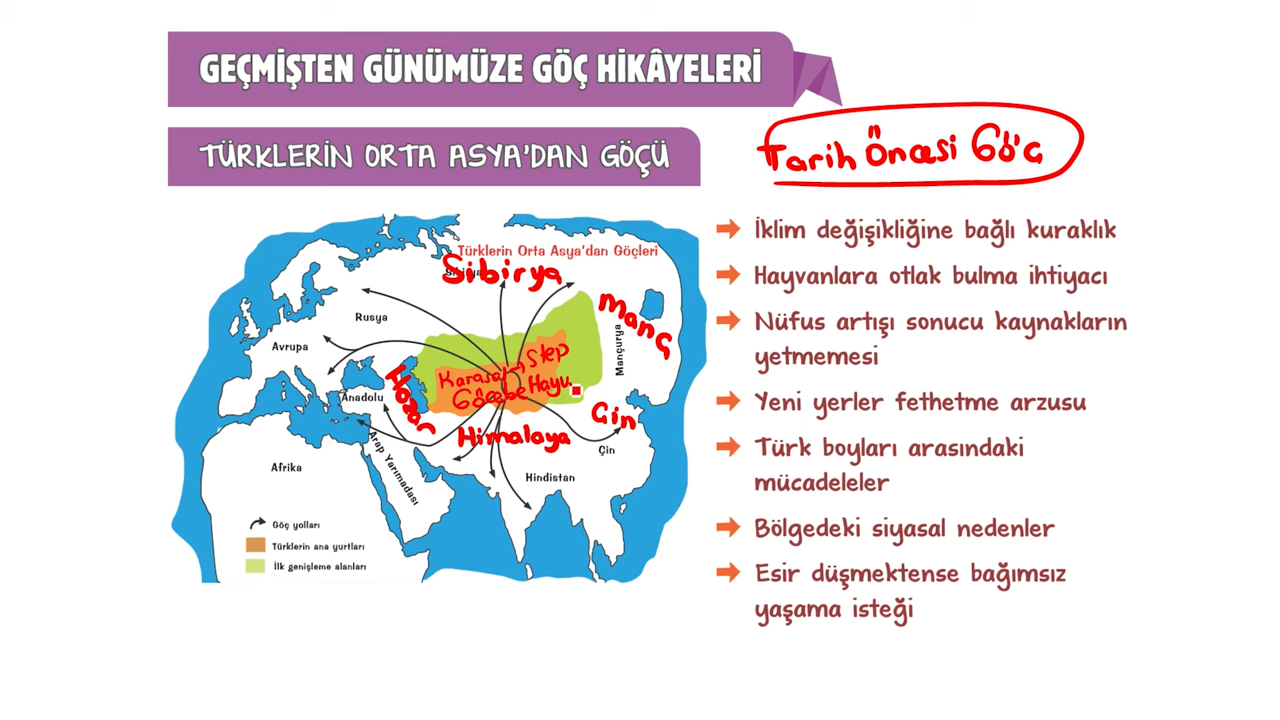 GEÇMİŞTEN GÜNÜMÜZE GÖÇ HİKÂYELERİ
TÜRKLERİN ORTA ASYA'DAN GÖÇÜ
Tarih Öncesi Göç
Türklerin Orta Asya'dan Göçleri
Sibirya
Manç
Rusya
Mançurya
Avrupa
Step
Karasal
Hayv
Göçebe
Hazar
Anadolu
Çin
Himalaya
Çin
Arap Yarımadası
Afrika
Hindistan
Göç yolları
Türklerin ana yurtları
İlk genişleme alanları
İklim değişikliğine bağlı kuraklık
Hayvanlara otlak bulma ihtiyacı
Nüfus artışı sonucu kaynakların
yetmemesi
Yeni yerler fethetme arzusu
Türk boyları arasındaki
mücadeleler
Bölgedeki siyasal nedenler
Esir düşmektense bağımsız
yaşama isteği